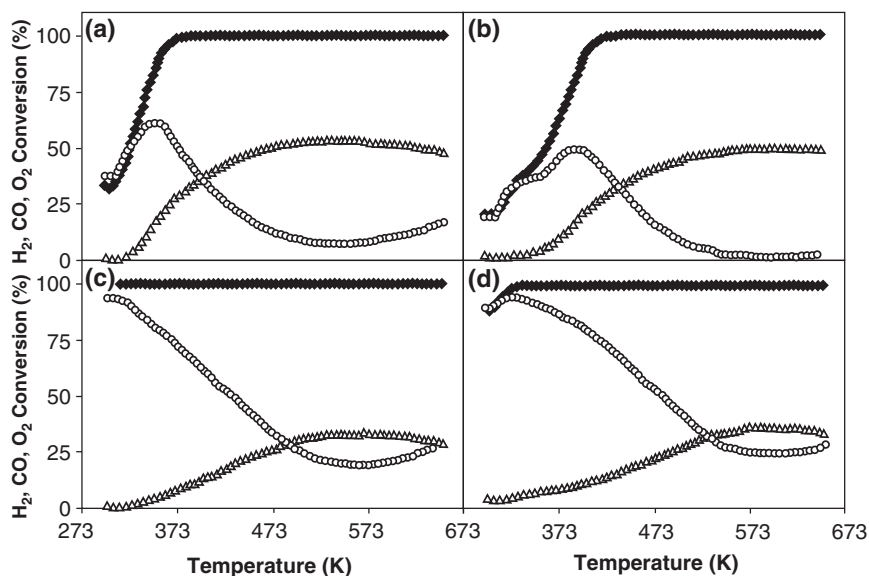 (a)
(b)
H₂, CO, O₂ Conversion (%)
100
75
50
25
0
(c)
(d)
H₂, CO, O₂ Conversion (%)
100
75
50
25
0
273 373 473 573 673
373 473 573 673
Temperature (K)
Temperature (K)